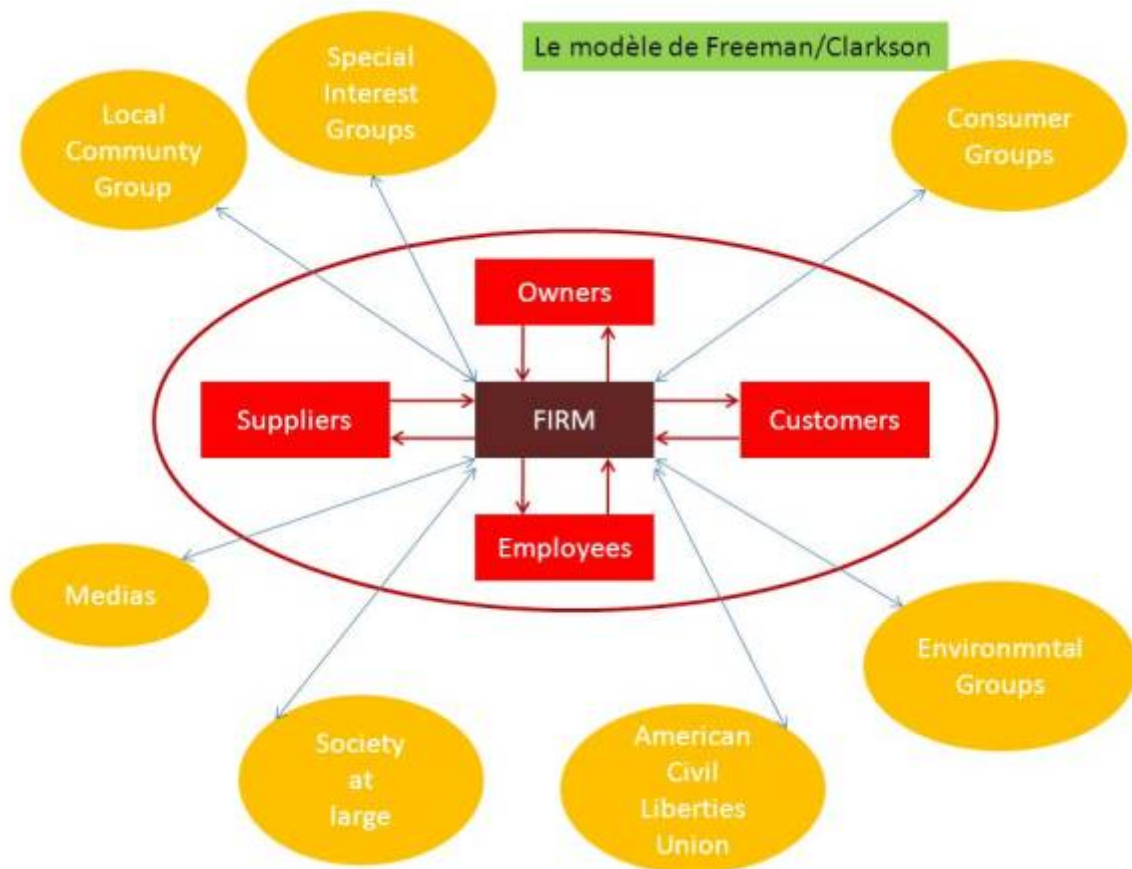 Le modèle de Freeman/Clarkson
Special
Interest
Groups
Local
Communty
Group
Consumer
Groups
Owners
Suppliers
FIRM
Customers
Employees
Medias
Environmntal
Groups
Society
at
large
American
Civil
Liberties
Union